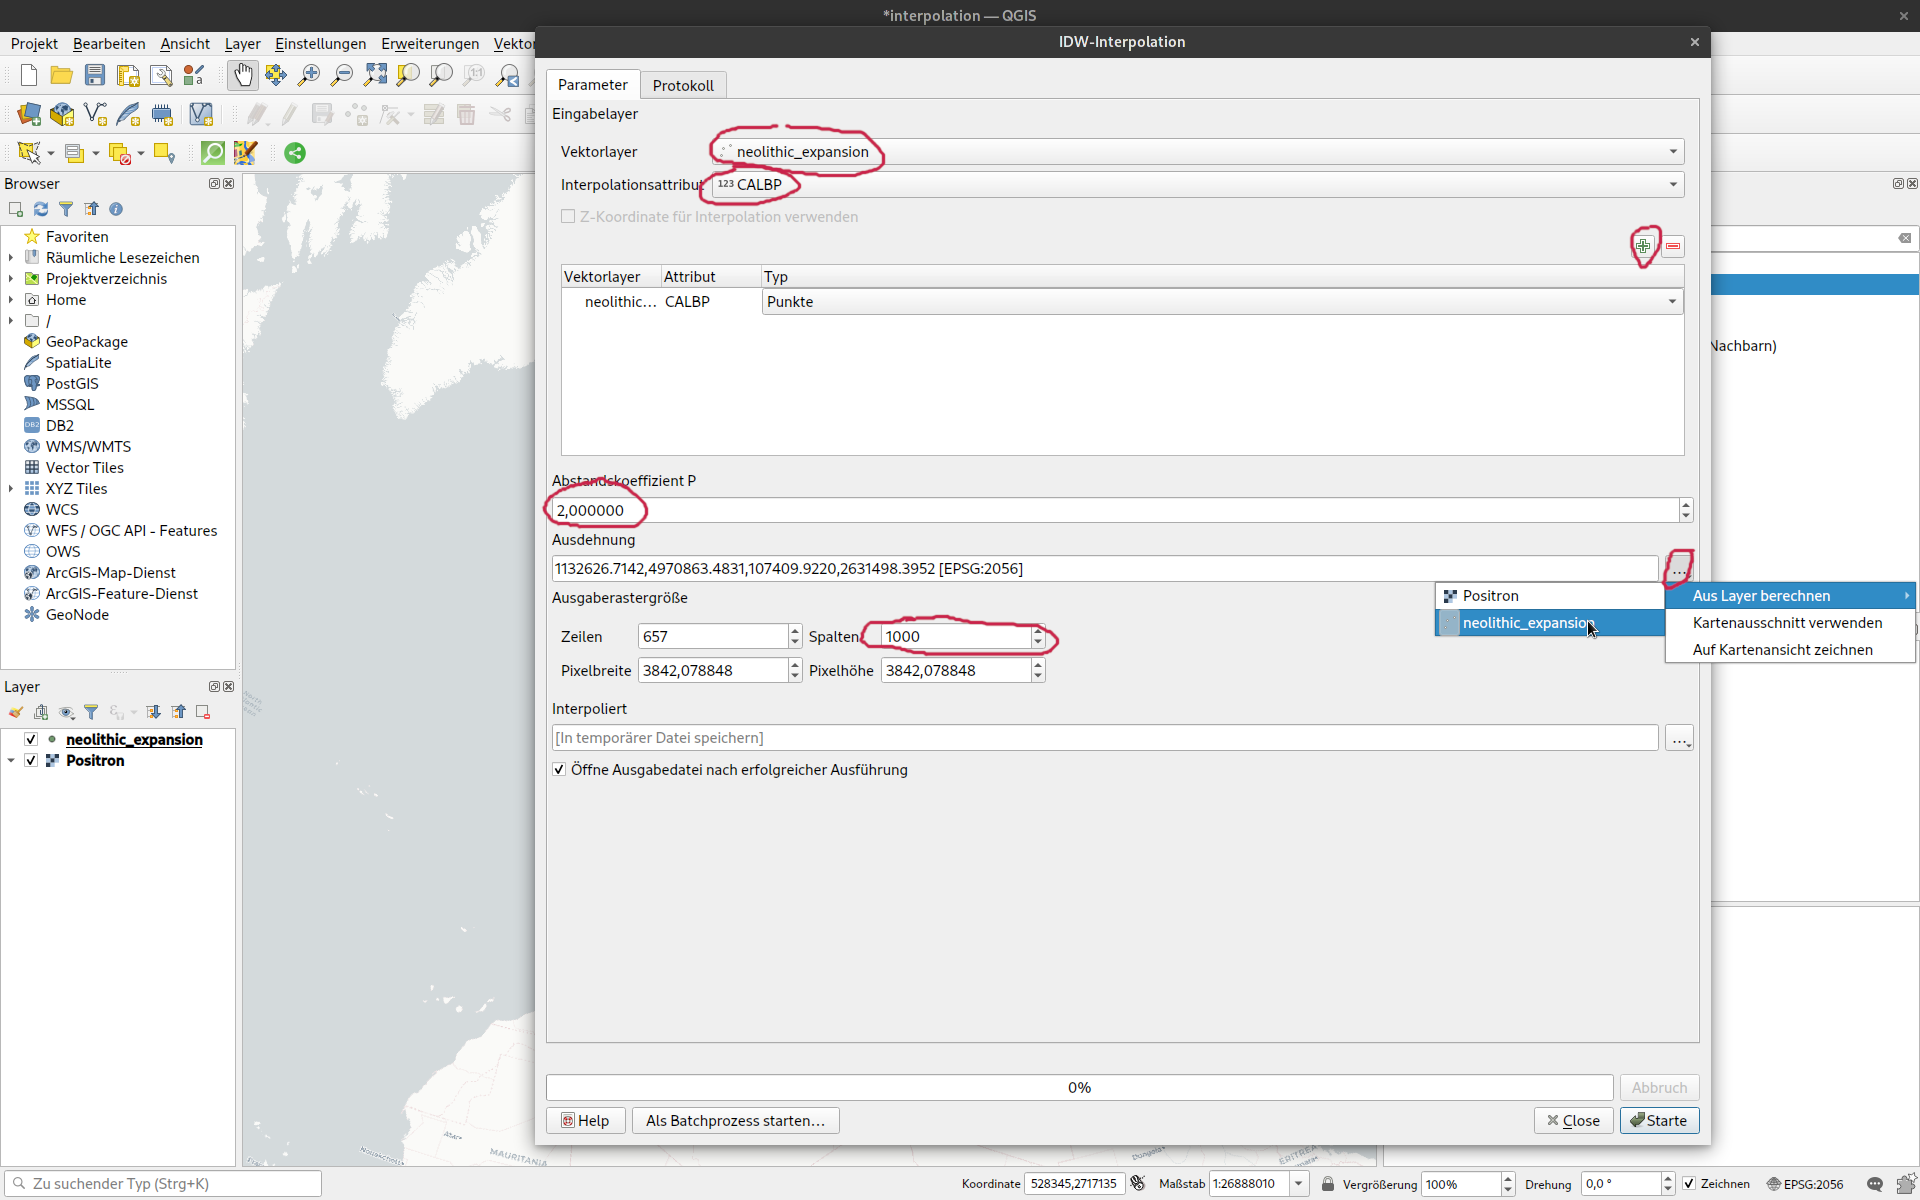 *interpolation — QGIS
Projekt Bearbeiten Ansicht Layer Einstellungen Erweiterungen Vektor
IDW-Interpolation
Parameter Protokoll
Eingabelayer
Vektorlayer neolithic_expansion
Interpolationsattribut 123 CALBP
Z-Koordinate für Interpolation verwenden
Vektorlayer Attribut Typ
neolithic... CALBP Punkte
Abstandskoeffizient P
2,000000
Ausdehnung
1132626.7142,4970863.4831,107409.9220,2631498.3952 [EPSG:2056]
...
Positron
neolithic_expansion
Aus Layer berechnen
Kartenausschnitt verwenden
Auf Kartenansicht zeichnen
Ausgaberastergröße
Zeilen 657 Spalten 1000
Pixelbreite 3842,078848 Pixelhöhe 3842,078848
Interpoliert
[In temporärer Datei speichern] ...
Öffne Ausgabedatei nach erfolgreicher Ausführung
0% Abbruch
Help Als Batchprozess starten... Close Starte
Browser
Favoriten
Räumliche Lesezeichen
Projektverzeichnis
Home
/
GeoPackage
SpatiaLite
PostGIS
MSSQL
DB2 DB2
WMS/WMTS
Vector Tiles
XYZ Tiles
WCS
WFS / OGC API - Features
OWS
ArcGIS-Map-Dienst
ArcGIS-Feature-Dienst
GeoNode
Layer
neolithic_expansion
Positron
Nachbarn)
MAURITANIA
Zu suchender Typ (Strg+K) Koordinate 528345,2717135 Maßstab 1:26888010 Vergrößerung 100% Drehung 0,0 ° Zeichnen EPSG:2056